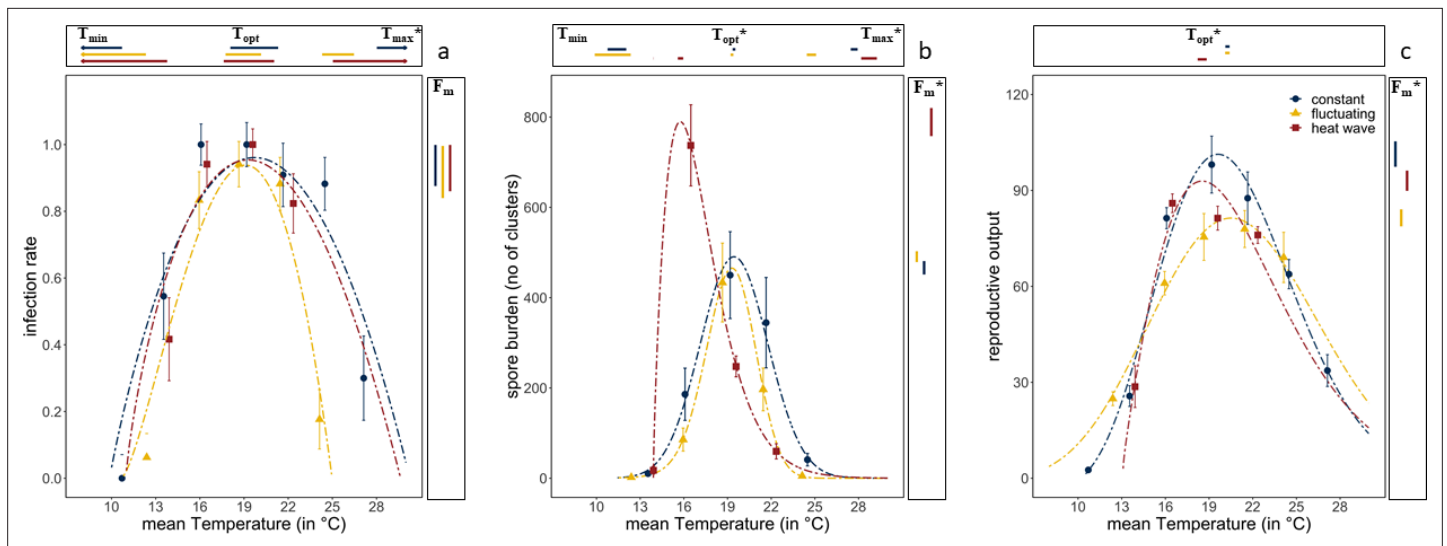 Tmin Topt Tmax* a
Fm
1.0
0.8
0.6
0.4
0.2
0.0
infection rate
10 13 16 19 22 25 28
mean Temperature (in °C)
Tmin Topt* Tmax* b
Fm*
800
600
400
200
0
spore burden (no of clusters)
10 13 16 19 22 25 28
mean Temperature (in °C)
Topt* c
Fm*
constant
fluctuating
heat wave
120
90
60
30
0
reproductive output
10 13 16 19 22 25 28
mean Temperature (in °C)